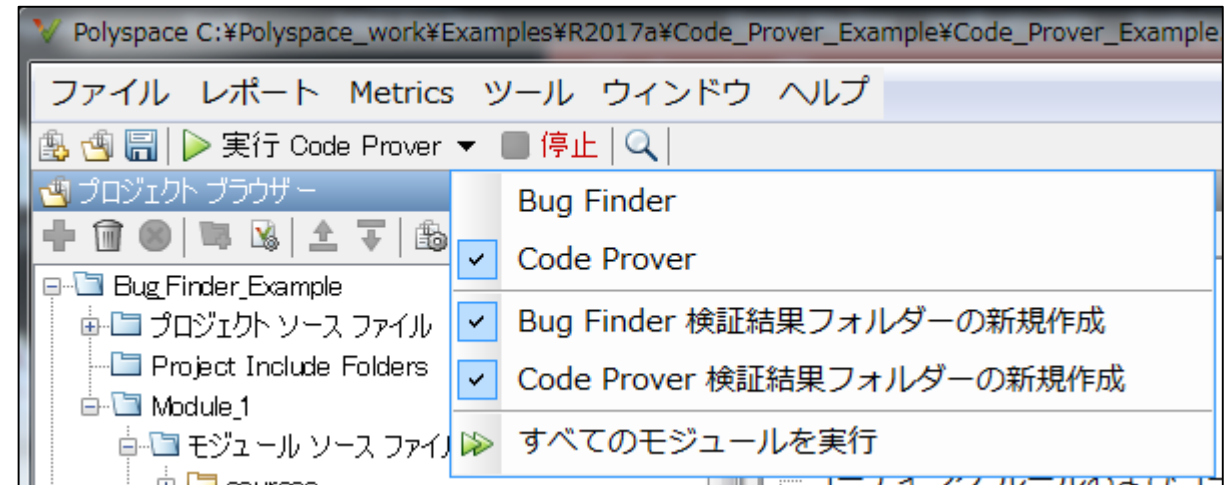 Polyspace C:¥Polyspace_work¥Examples¥R2017a¥Code_Prover_Example¥Code_Prover_Example
ファイル レポート Metrics ツール ウィンドウ ヘルプ
実行 Code Prover 停止
プロジェクト ブラウザー
Bug Finder
Code Prover
Bug Finder 検証結果フォルダーの新規作成
Code Prover 検証結果フォルダーの新規作成
すべてのモジュールを実行
Bug_Finder_Example
プロジェクト ソース ファイル
Project Include Folders
Module_1
モジュール ソース ファイル